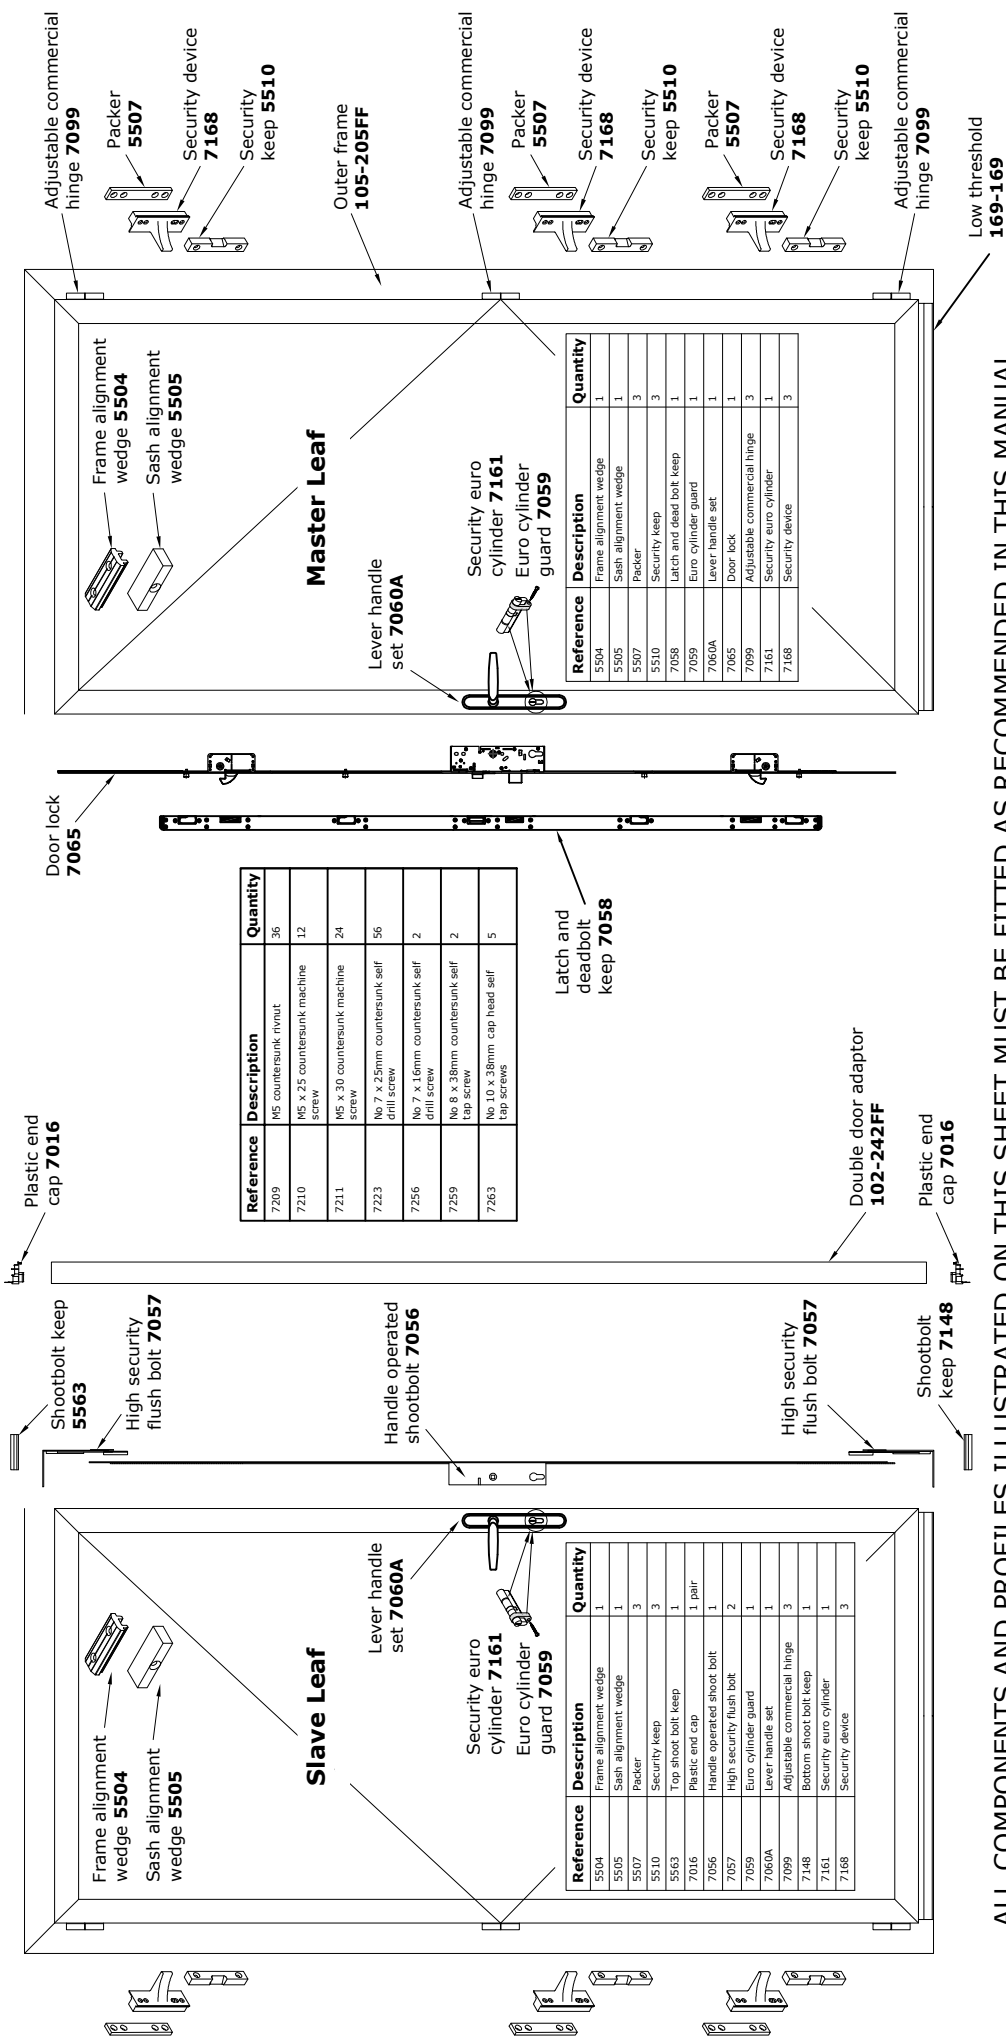 Frame alignment
wedge 5504
Sash alignment
wedge 5505
Slave Leaf
Lever handle
set 7060A
Security euro
cylinder 7161
Euro cylinder
guard 7059
Reference Description Quantity
5504 Frame alignment wedge 1
5505 Sash alignment wedge 1
5507 Packer 3
5510 Security keep 3
5563 Top shoot bolt keep 1
7016 Plastic end cap 1 pair
7056 Handle operated shoot bolt 1
7057 High security flush bolt 2
7059 Euro cylinder guard 1
7060A Lever handle set 1
7099 Adjustable commercial hinge 3
7148 Bottom shoot bolt keep 1
7161 Security euro cylinder 1
7168 Security device 3
Shootbolt keep
5563
High security
flush bolt 7057
Handle operated
shootbolt 7056
High security
flush bolt 7057
Shootbolt
keep 7148
Plastic end
cap 7016
Double door adaptor
102-242FF
Plastic end
cap 7016
Reference Description Quantity
7209 M5 countersunk rivnut 36
7210 M5 x 25 countersunk machine
screw 12
7211 M5 x 30 countersunk machine
screw 24
7223 No 7 x 25mm countersunk self
drill screw 56
7256 No 7 x 16mm countersunk self
drill screw 2
7259 No 8 x 38mm countersunk self
tap screw 2
7263 No 10 x 38mm cap head self
tap screws 5
Door lock
7065
Latch and
deadbolt
keep 7058
Frame alignment
wedge 5504
Sash alignment
wedge 5505
Master Leaf
Lever handle
set 7060A
Security euro
cylinder 7161
Euro cylinder
guard 7059
Reference Description Quantity
5504 Frame alignment wedge 1
5505 Sash alignment wedge 1
5507 Packer 3
5510 Security keep 3
7058 Latch and dead bolt keep 1
7059 Euro cylinder guard 1
7060A Lever handle set 1
7065 Door lock 1
7099 Adjustable commercial hinge 3
7161 Security euro cylinder 1
7168 Security device 3
Adjustable commercial
hinge 7099
Packer
5507
Security device
7168
Security
keep 5510
Outer frame
105-205FF
Adjustable commercial
hinge 7099
Packer
5507
Security device
7168
Security
keep 5510
Packer
5507
Security device
7168
Security
keep 5510
Adjustable commercial
hinge 7099
Low threshold
169-169
ALL COMPONENTS AND PROFILES ILLUSTRATED ON THIS SHEET MUST BE FITTED AS RECOMMENDED IN THIS MANUAL